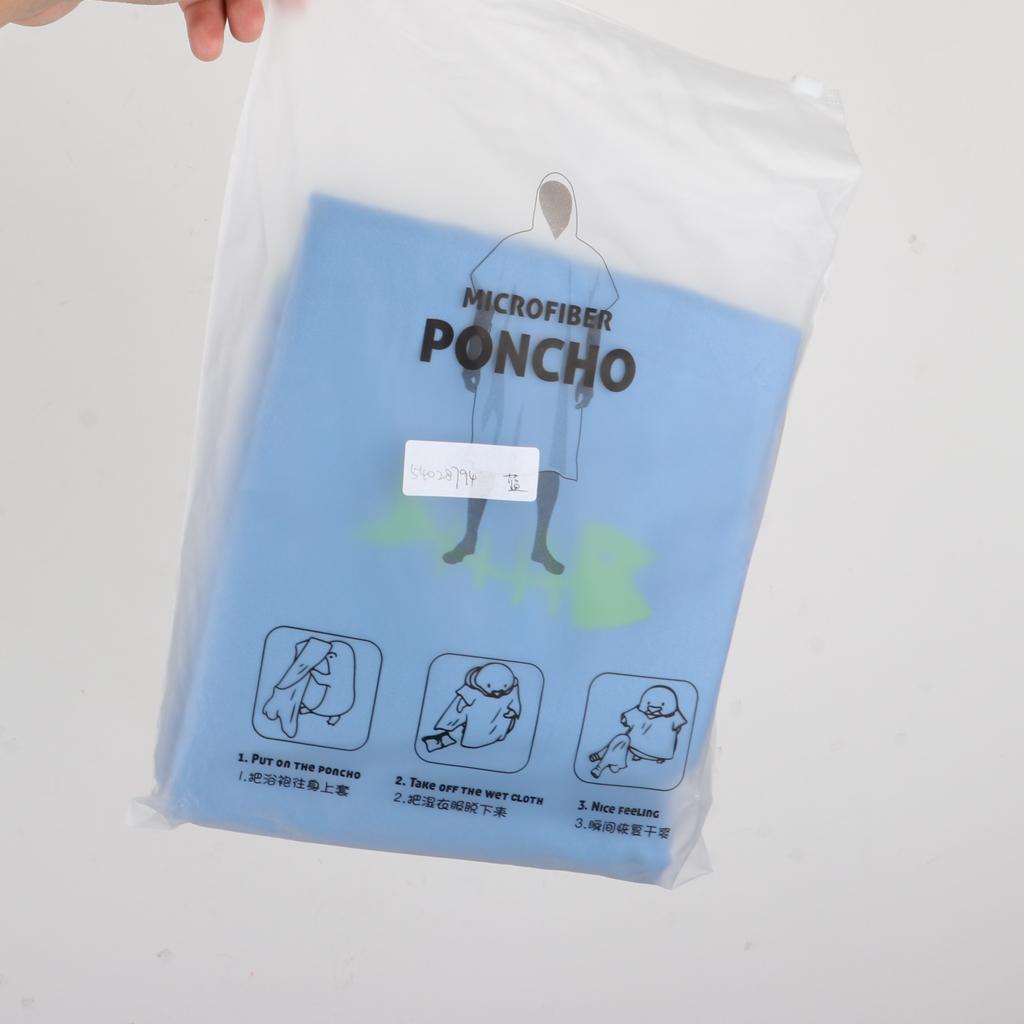 MICROFIBER
PONCHO
54028794 蓝
1. PUT ON THE PONCHO
1.把浴袍往身上套
2. TAKE OFF THE WET CLOTH
2.把湿衣服脱下来
3. NICE FEELING
3.瞬间恢复干爽